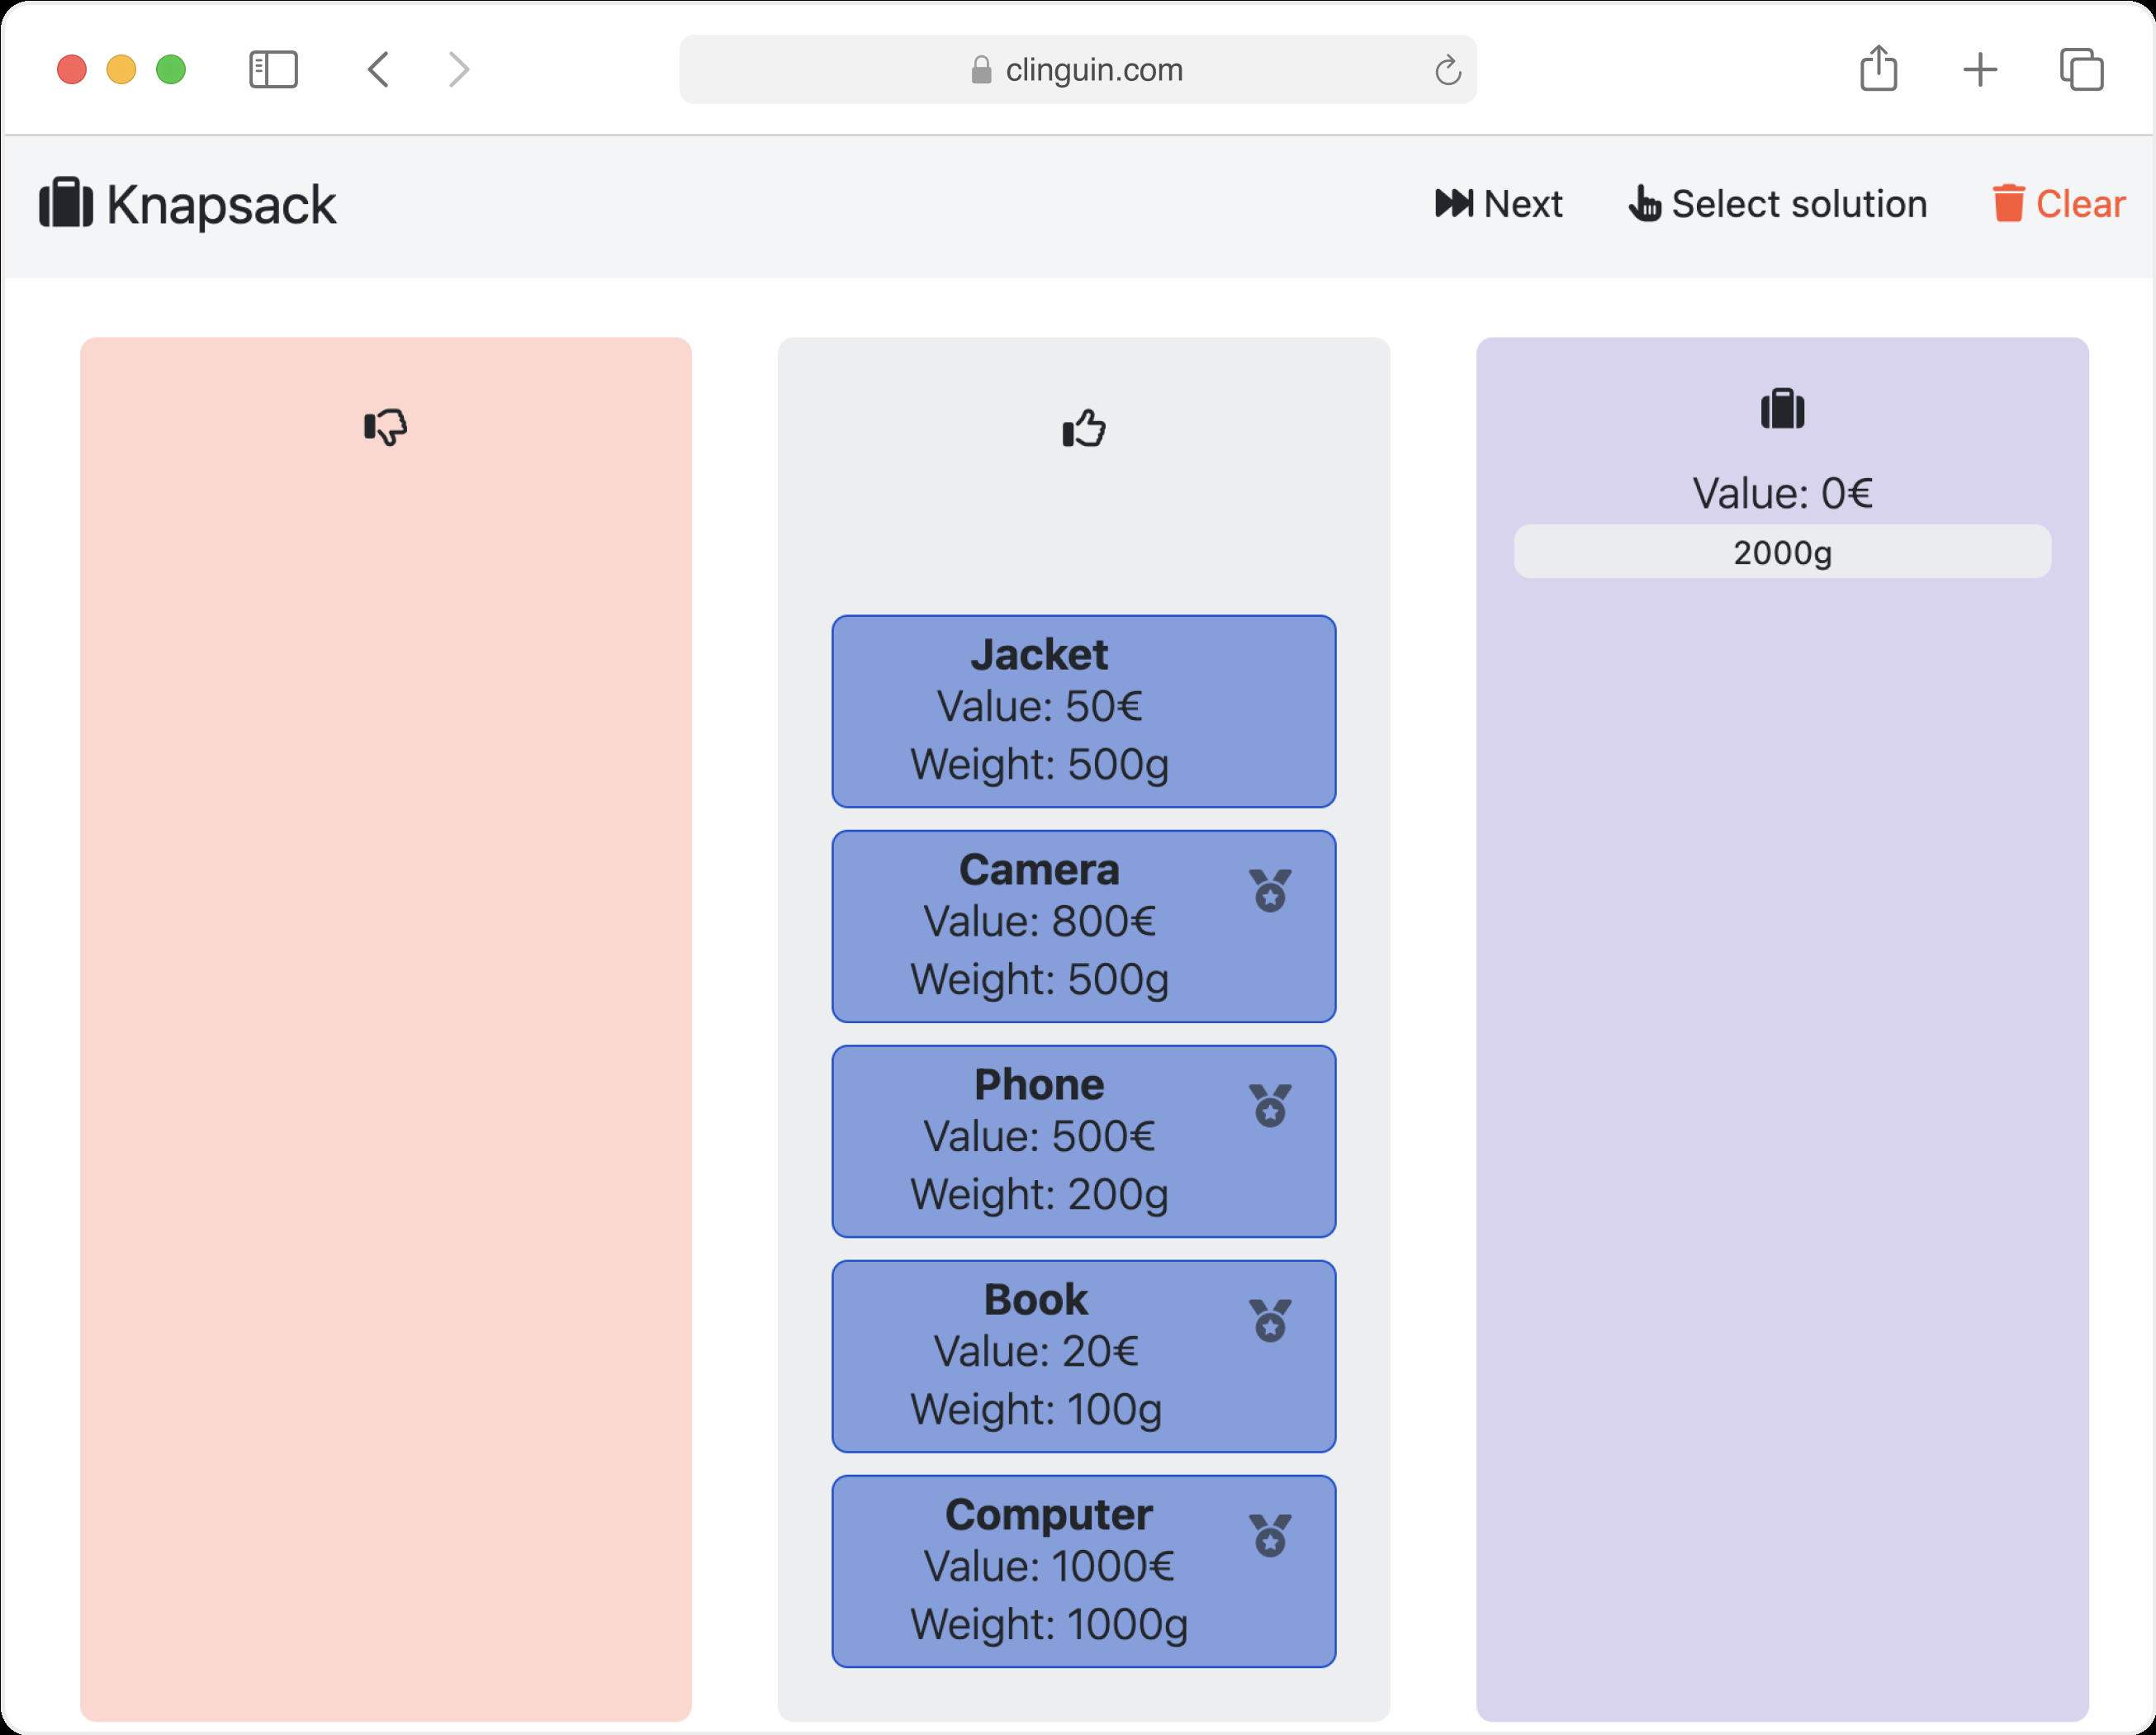 clinguin.com
Knapsack
Next
Select solution
Clear
Value: 0€
2000g
Jacket
Value: 50€
Weight: 500g
Camera
Value: 800€
Weight: 500g
Phone
Value: 500€
Weight: 200g
Book
Value: 20€
Weight: 100g
Computer
Value: 1000€
Weight: 1000g